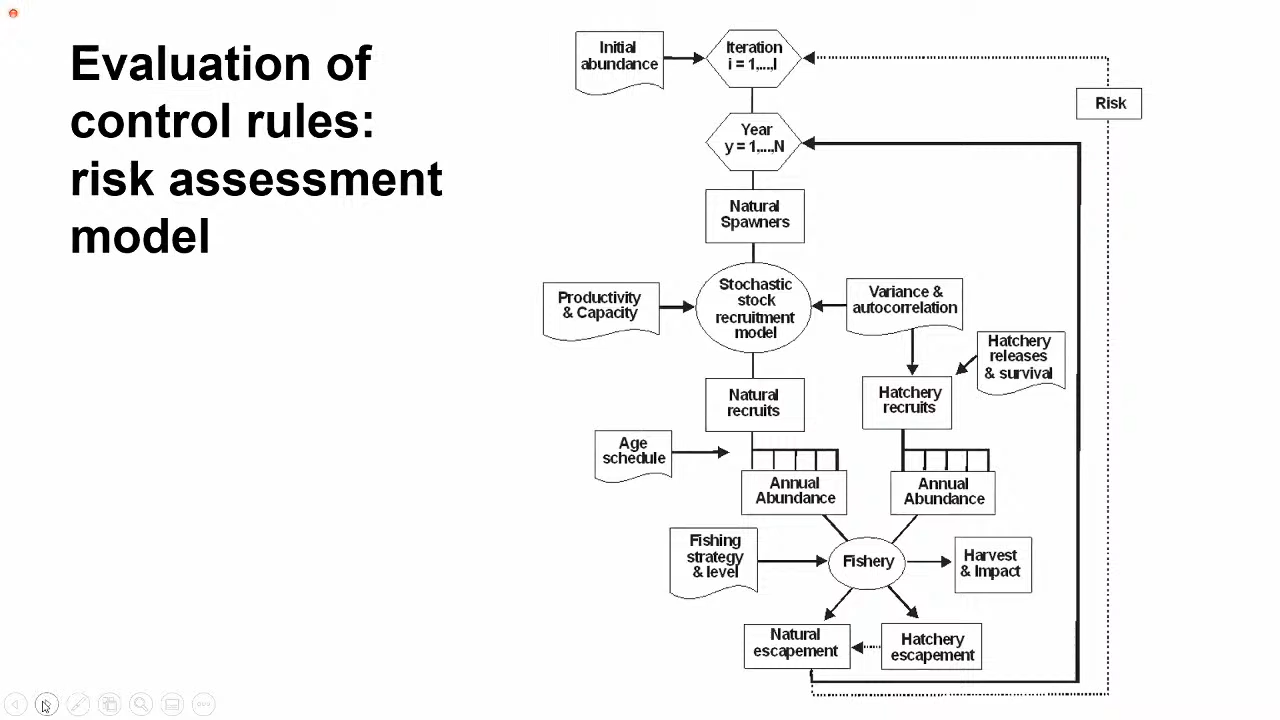 Evaluation of
control rules:
risk assessment
model
Initial
abundance
Iteration
i = 1,...,I
Risk
Year
y = 1,...,N
Natural
Spawners
Productivity
& Capacity
Stochastic
stock
recruitment
model
Variance &
autocorrelation
Hatchery
releases
& survival
Natural
recruits
Hatchery
recruits
Age
schedule
Annual
Abundance
Annual
Abundance
Fishing
strategy
& level
Fishery
Harvest
& Impact
Natural
escapement
Hatchery
escapement